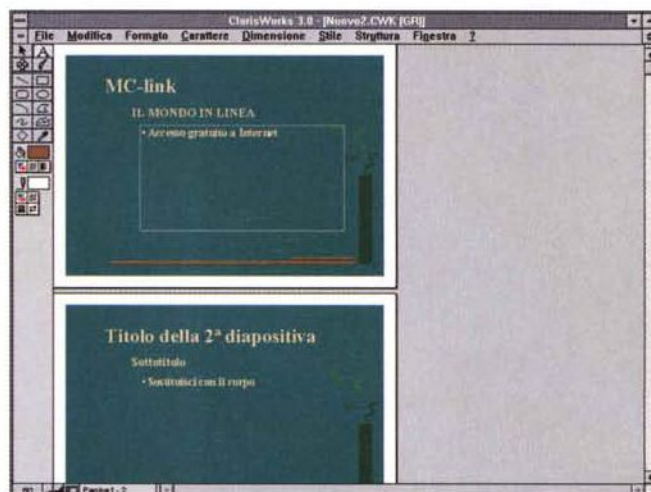 ClarisWorks 3.0 - [Nuovo2.CWK [GR]]
File Modifica Formato Carattere Dimensione Stile Struttura Finestra ?
A
MC-link
IL MONDO IN LINEA
• Accesso gratuito a Internet
Titolo della 2ª diapositiva
Sottotitolo
• Sostituisci con il corpo